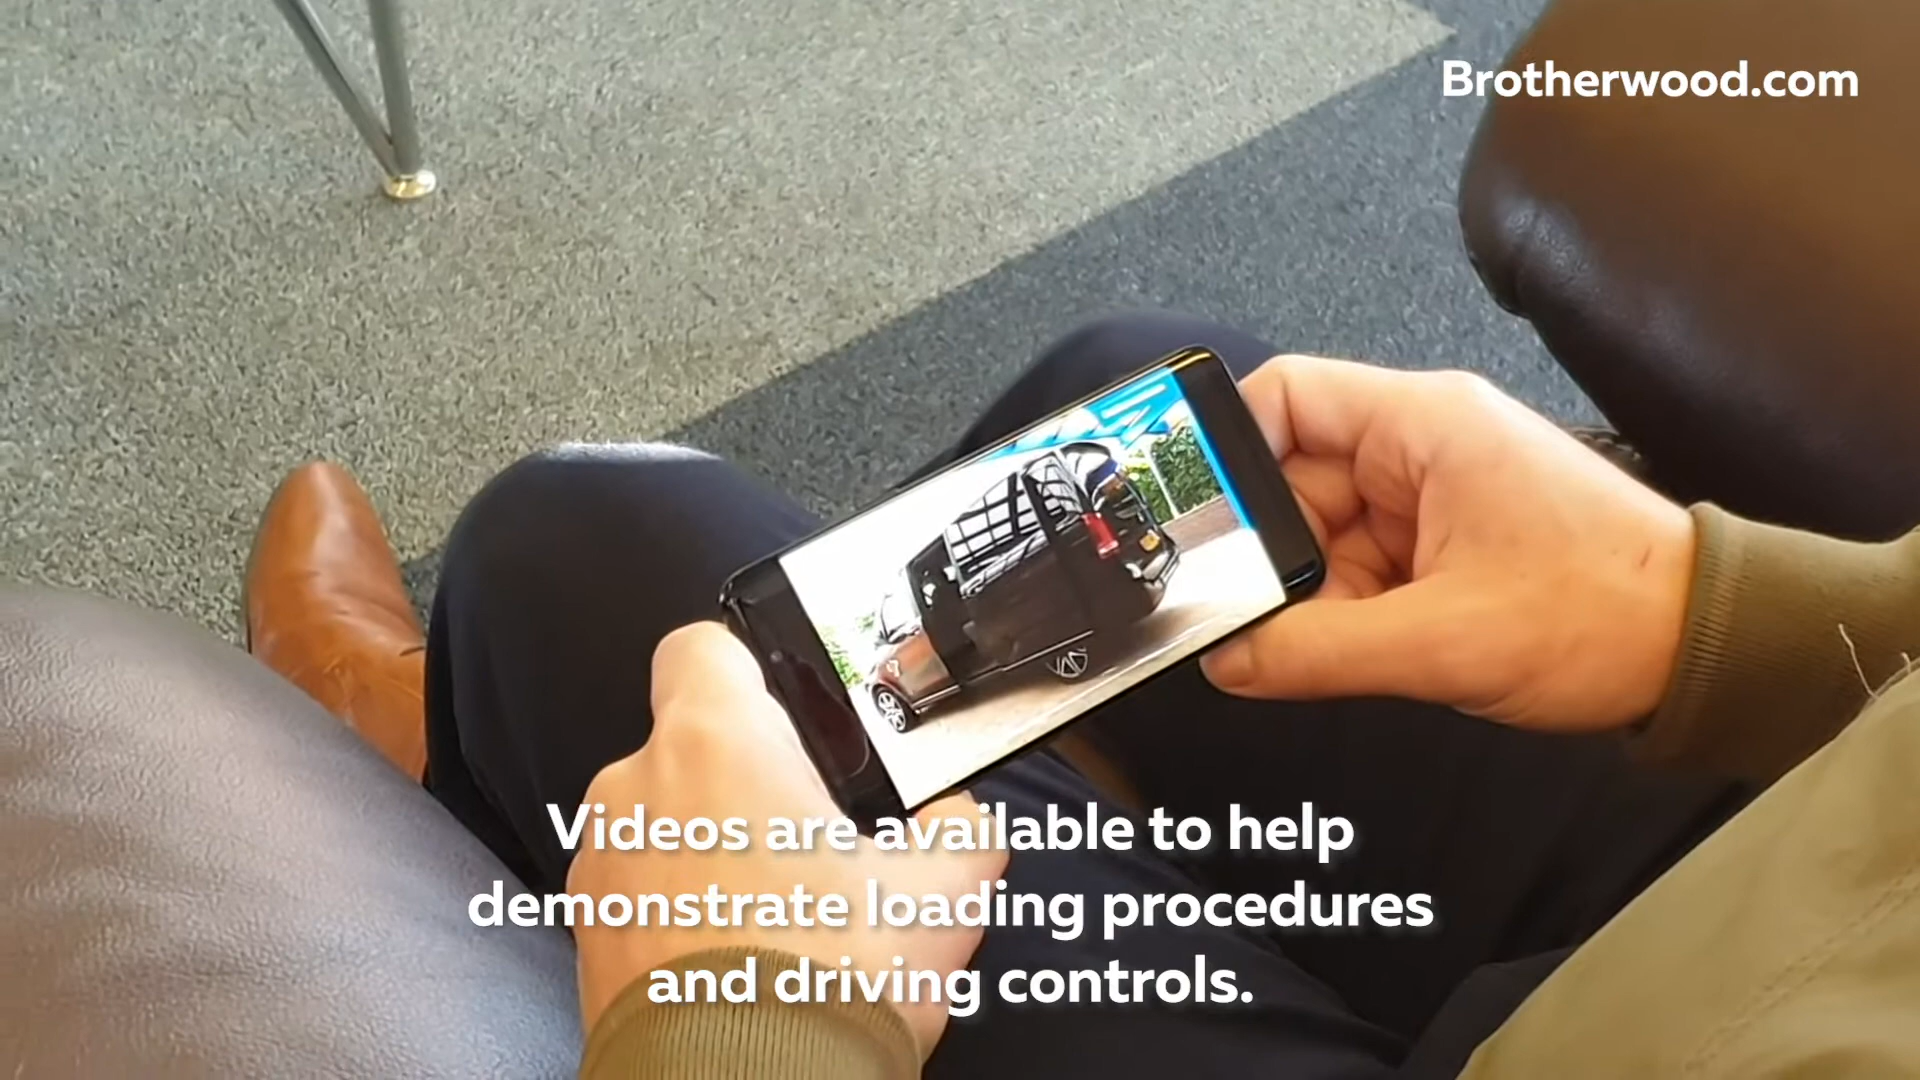 Brotherwood.com
Videos are available to help
demonstrate loading procedures
and driving controls.